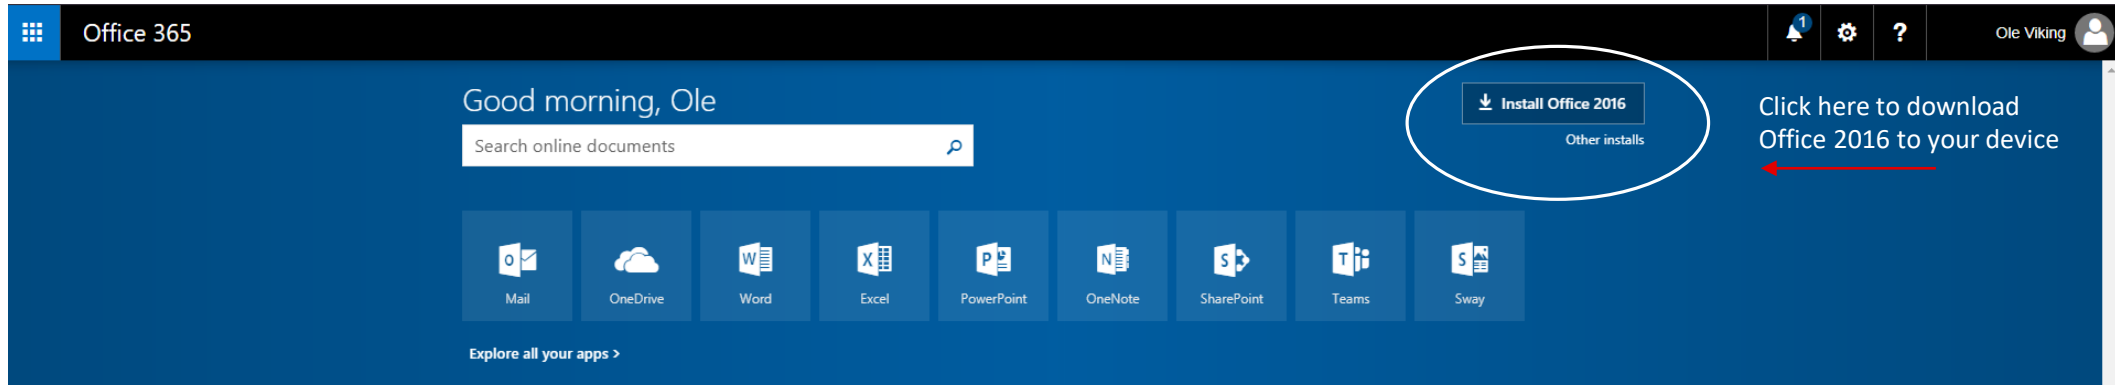 Office 365
1
?
Ole Viking
Good morning, Ole
Search online documents
Install Office 2016
Other installs
Click here to download
Office 2016 to your device
Mail
OneDrive
Word
Excel
PowerPoint
OneNote
SharePoint
Teams
Sway
Explore all your apps >